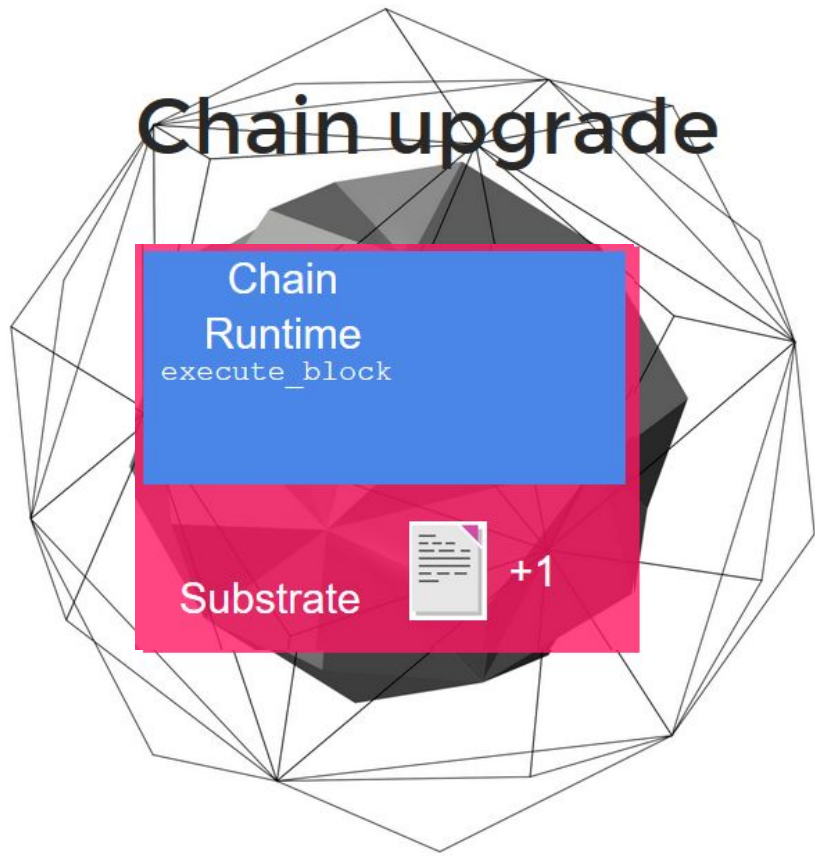 Chain upgrade
Chain
Runtime
execute_block
Substrate
+1